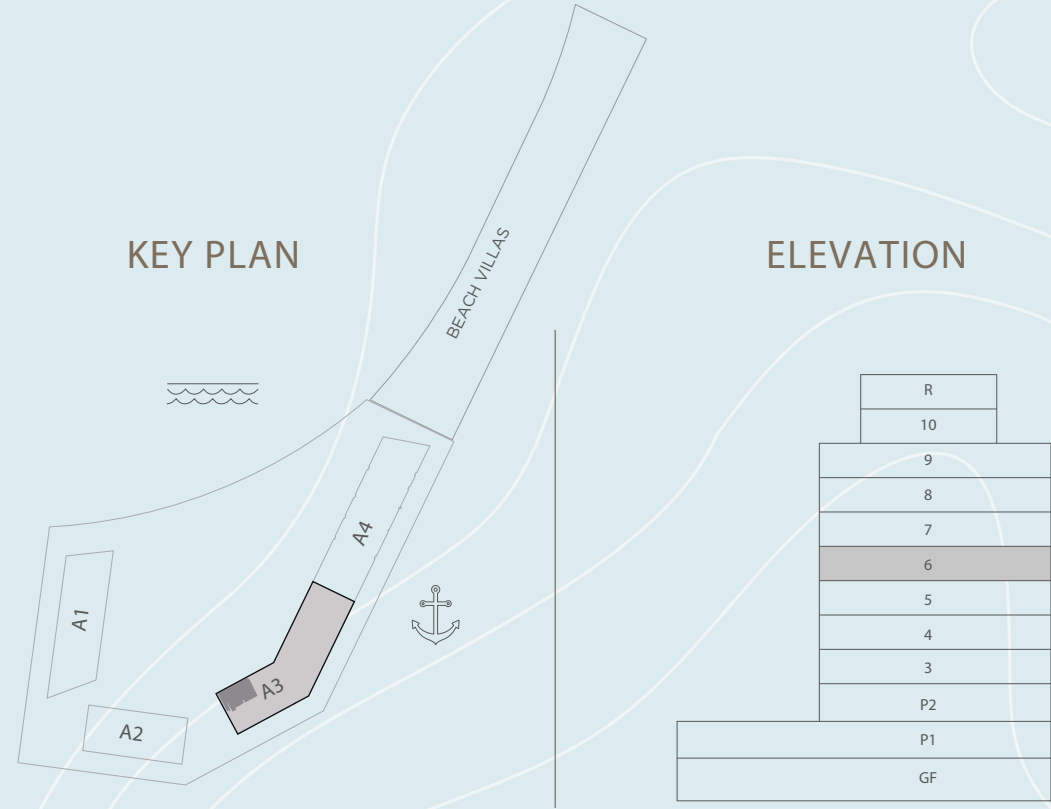 KEY PLAN
BEACH VILLAS
A4
A1
A3
A2
ELEVATION
R
10
9
8
7
6
5
4
3
P2
P1
GF